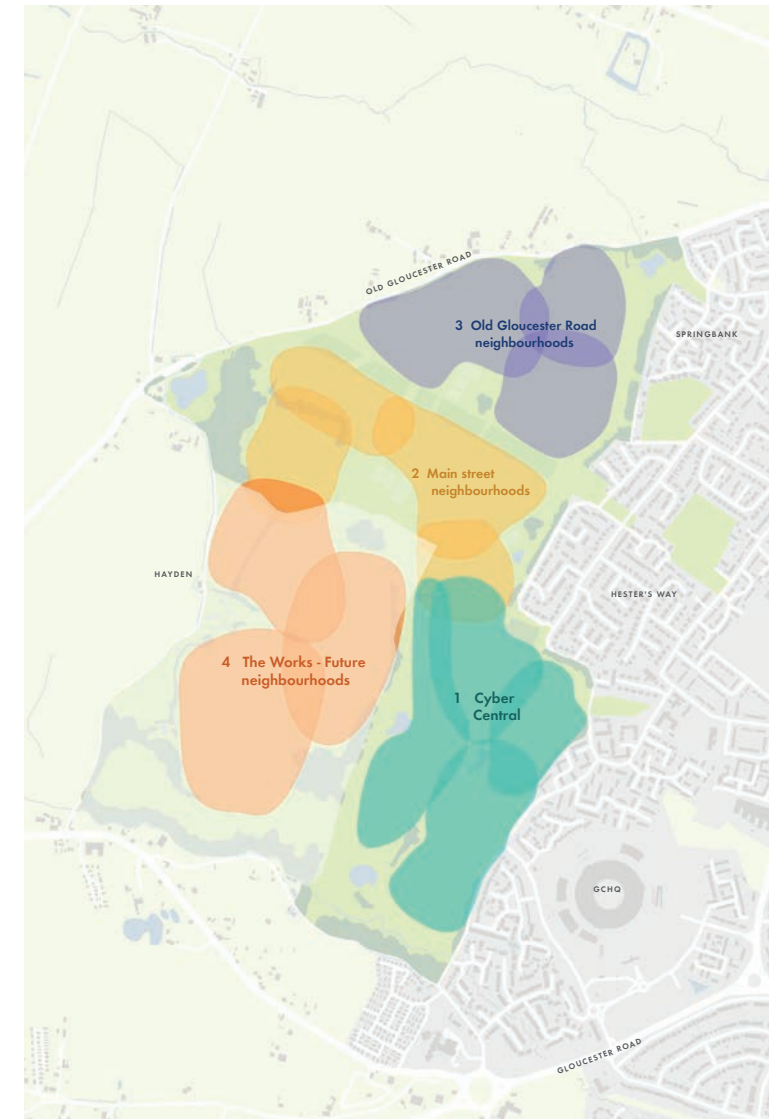 OLD GLOUCESTER ROAD
3 Old Gloucester Road
neighbourhoods
SPRINGBANK
2 Main street
neighbourhoods
HAYDEN
HESTER'S WAY
4 The Works - Future
neighbourhoods
1 Cyber
Central
GCHQ
GLOUCESTER ROAD